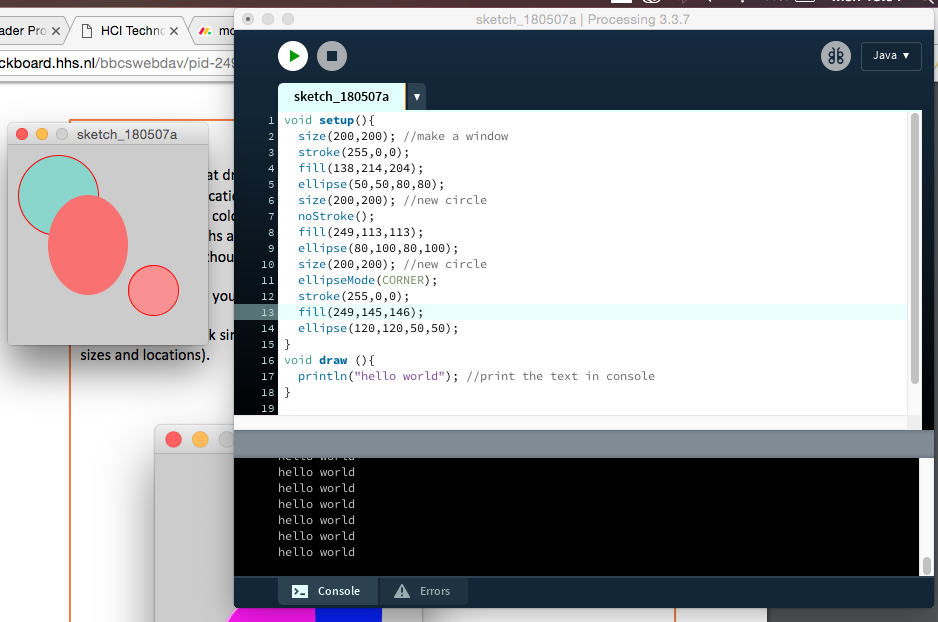 sketch_180507a | Processing 3.3.7
ader Pro
HCI Techno
mo
ckboard.hhs.nl/bbcswebdav/pid-249
Java
sketch_180507a
sketch_180507a
1 void setup(){
2 size(200,200); //make a window
3 stroke(255,0,0);
4 fill(138,214,204);
5 ellipse(50,50,80,80);
6 size(200,200); //new circle
7 noStroke();
8 fill(249,113,113);
9 ellipse(80,100,80,100);
10 size(200,200); //new circle
11 ellipseMode(CORNER);
12 stroke(255,0,0);
13 fill(249,145,146);
14 ellipse(120,120,50,50);
15 }
16 void draw (){
17 println("hello world"); //print the text in console
18 }
19
at dr
catio
colo
hs a
thou
you
k sin
sizes and locations).
hello world
hello world
hello world
hello world
hello world
hello world
hello world
Console
Errors